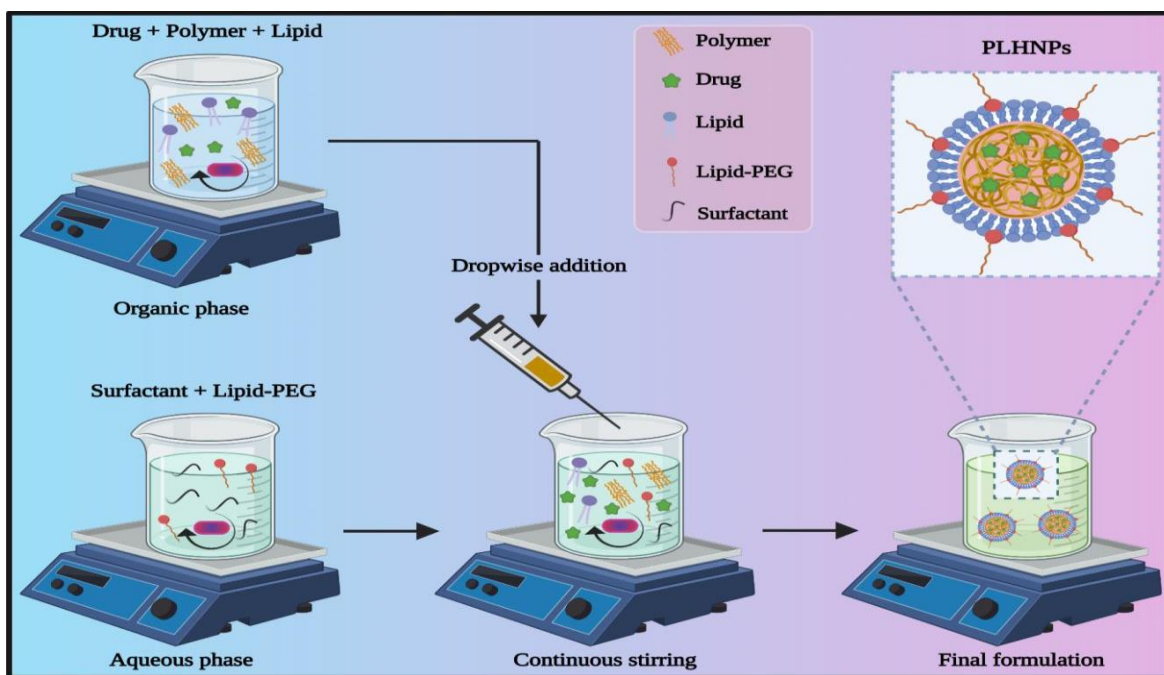 Drug + Polymer + Lipid
Organic phase
Surfactant + Lipid-PEG
Aqueous phase
Dropwise addition
Continuous stirring
Polymer
Drug
Lipid
Lipid-PEG
Surfactant
PLHNPs
Final formulation